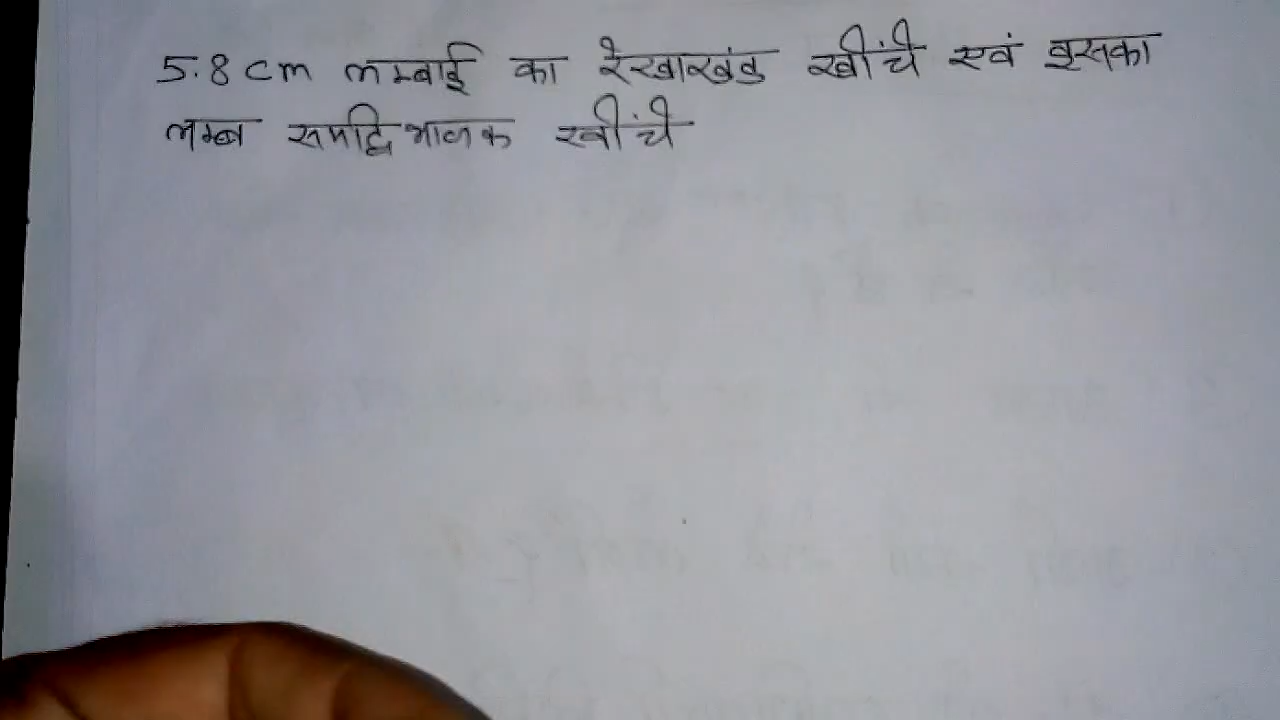 5.8 cm लम्बाई का रेखाखंड खींचे एवं इसका
लम्ब समद्विभाजक खींचे